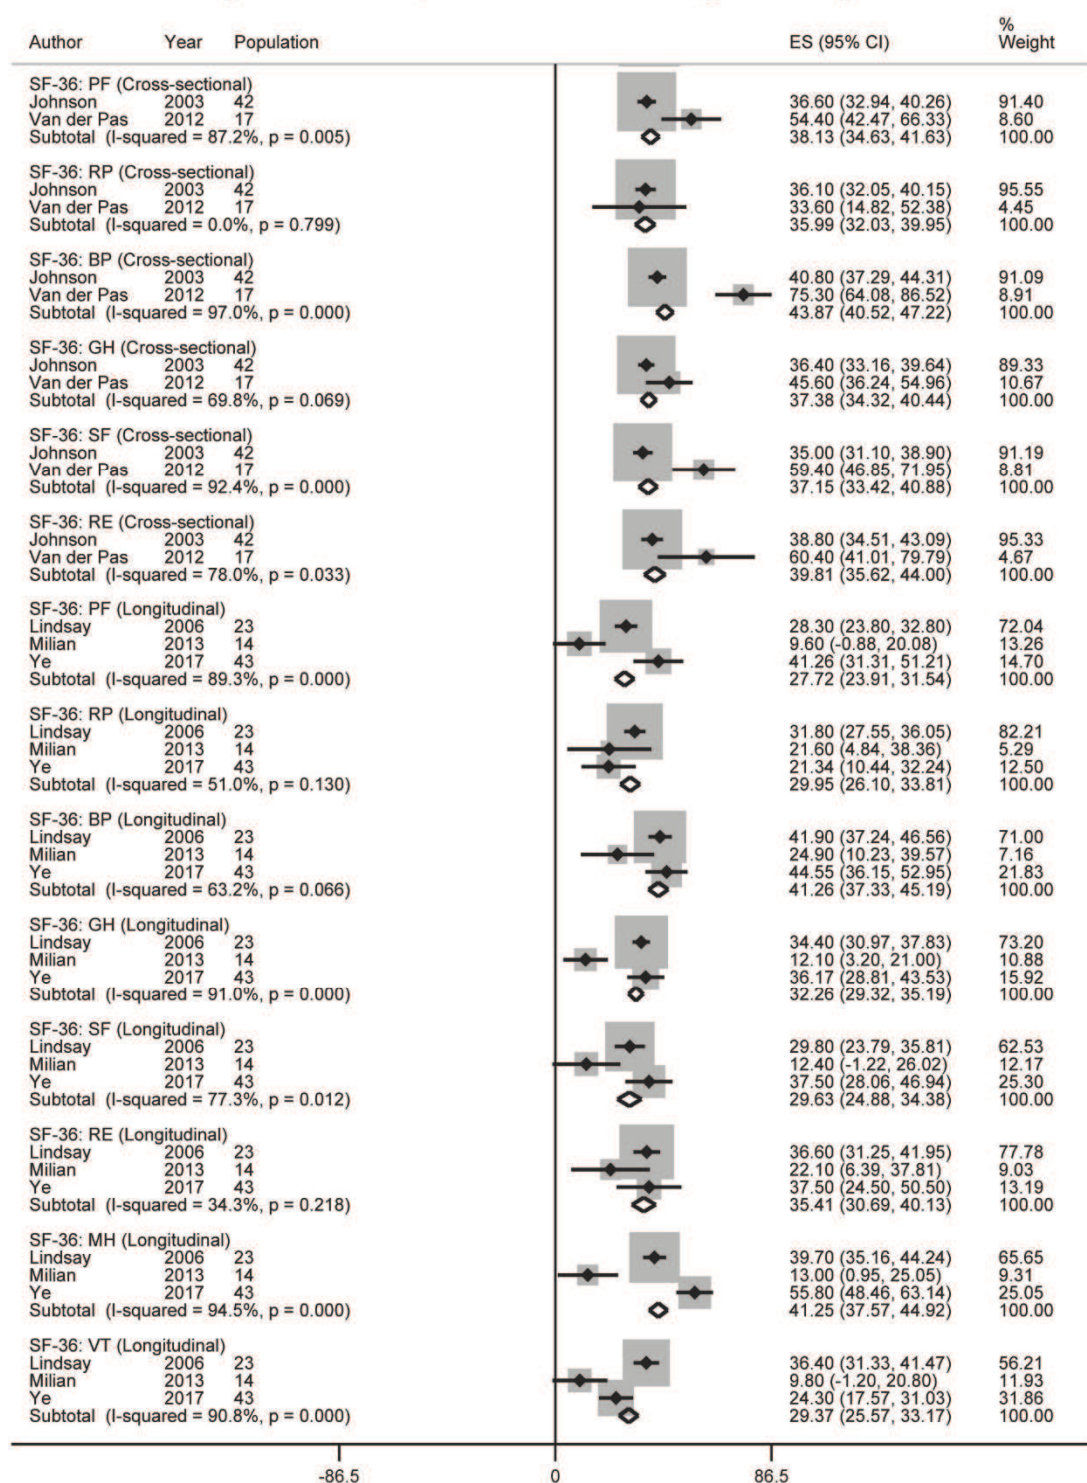 Author Year Population ES (95% CI) % Weight
SF-36: PF (Cross-sectional)
Johnson 2003 42 36.60 (32.94, 40.26) 91.40
Van der Pas 2012 17 54.40 (42.47, 66.33) 8.60
Subtotal (I-squared = 87.2%, p = 0.005) 38.13 (34.63, 41.63) 100.00
SF-36: RP (Cross-sectional)
Johnson 2003 42 36.10 (32.05, 40.15) 95.55
Van der Pas 2012 17 33.60 (14.82, 52.38) 4.45
Subtotal (I-squared = 0.0%, p = 0.799) 35.99 (32.03, 39.95) 100.00
SF-36: BP (Cross-sectional)
Johnson 2003 42 40.80 (37.29, 44.31) 91.09
Van der Pas 2012 17 75.30 (64.08, 86.52) 8.91
Subtotal (I-squared = 97.0%, p = 0.000) 43.87 (40.52, 47.22) 100.00
SF-36: GH (Cross-sectional)
Johnson 2003 42 36.40 (33.16, 39.64) 89.33
Van der Pas 2012 17 45.60 (36.24, 54.96) 10.67
Subtotal (I-squared = 69.8%, p = 0.069) 37.38 (34.32, 40.44) 100.00
SF-36: SF (Cross-sectional)
Johnson 2003 42 35.00 (31.10, 38.90) 91.19
Van der Pas 2012 17 59.40 (46.85, 71.95) 8.81
Subtotal (I-squared = 92.4%, p = 0.000) 37.15 (33.42, 40.88) 100.00
SF-36: RE (Cross-sectional)
Johnson 2003 42 38.80 (34.51, 43.09) 95.33
Van der Pas 2012 17 60.40 (41.01, 79.79) 4.67
Subtotal (I-squared = 78.0%, p = 0.033) 39.81 (35.62, 44.00) 100.00
SF-36: PF (Longitudinal)
Lindsay 2006 23 28.30 (23.80, 32.80) 72.04
Milian 2013 14 9.60 (-0.88, 20.08) 13.26
Ye 2017 43 41.26 (31.31, 51.21) 14.70
Subtotal (I-squared = 89.3%, p = 0.000) 27.72 (23.91, 31.54) 100.00
SF-36: RP (Longitudinal)
Lindsay 2006 23 31.80 (27.55, 36.05) 82.21
Milian 2013 14 21.60 (4.84, 38.36) 5.29
Ye 2017 43 21.34 (10.44, 32.24) 12.50
Subtotal (I-squared = 51.0%, p = 0.130) 29.95 (26.10, 33.81) 100.00
SF-36: BP (Longitudinal)
Lindsay 2006 23 41.90 (37.24, 46.56) 71.00
Milian 2013 14 24.90 (10.23, 39.57) 7.16
Ye 2017 43 44.55 (36.15, 52.95) 21.83
Subtotal (I-squared = 63.2%, p = 0.066) 41.26 (37.33, 45.19) 100.00
SF-36: GH (Longitudinal)
Lindsay 2006 23 34.40 (30.97, 37.83) 73.20
Milian 2013 14 12.10 (3.20, 21.00) 10.88
Ye 2017 43 36.17 (28.81, 43.53) 15.92
Subtotal (I-squared = 91.0%, p = 0.000) 32.26 (29.32, 35.19) 100.00
SF-36: SF (Longitudinal)
Lindsay 2006 23 29.80 (23.79, 35.81) 62.53
Milian 2013 14 12.40 (-1.22, 26.02) 12.17
Ye 2017 43 37.50 (28.06, 46.94) 25.30
Subtotal (I-squared = 77.3%, p = 0.012) 29.63 (24.88, 34.38) 100.00
SF-36: RE (Longitudinal)
Lindsay 2006 23 36.60 (31.25, 41.95) 77.78
Milian 2013 14 22.10 (6.39, 37.81) 9.03
Ye 2017 43 37.50 (24.50, 50.50) 13.19
Subtotal (I-squared = 34.3%, p = 0.218) 35.41 (30.69, 40.13) 100.00
SF-36: MH (Longitudinal)
Lindsay 2006 23 39.70 (35.16, 44.24) 65.65
Milian 2013 14 13.00 (0.95, 25.05) 9.31
Ye 2017 43 55.80 (48.46, 63.14) 25.05
Subtotal (I-squared = 94.5%, p = 0.000) 41.25 (37.57, 44.92) 100.00
SF-36: VT (Longitudinal)
Lindsay 2006 23 36.40 (31.33, 41.47) 56.21
Milian 2013 14 9.80 (-1.20, 20.80) 11.93
Ye 2017 43 24.30 (17.57, 31.03) 31.86
Subtotal (I-squared = 90.8%, p = 0.000) 29.37 (25.57, 33.17) 100.00
-86.5 0 86.5